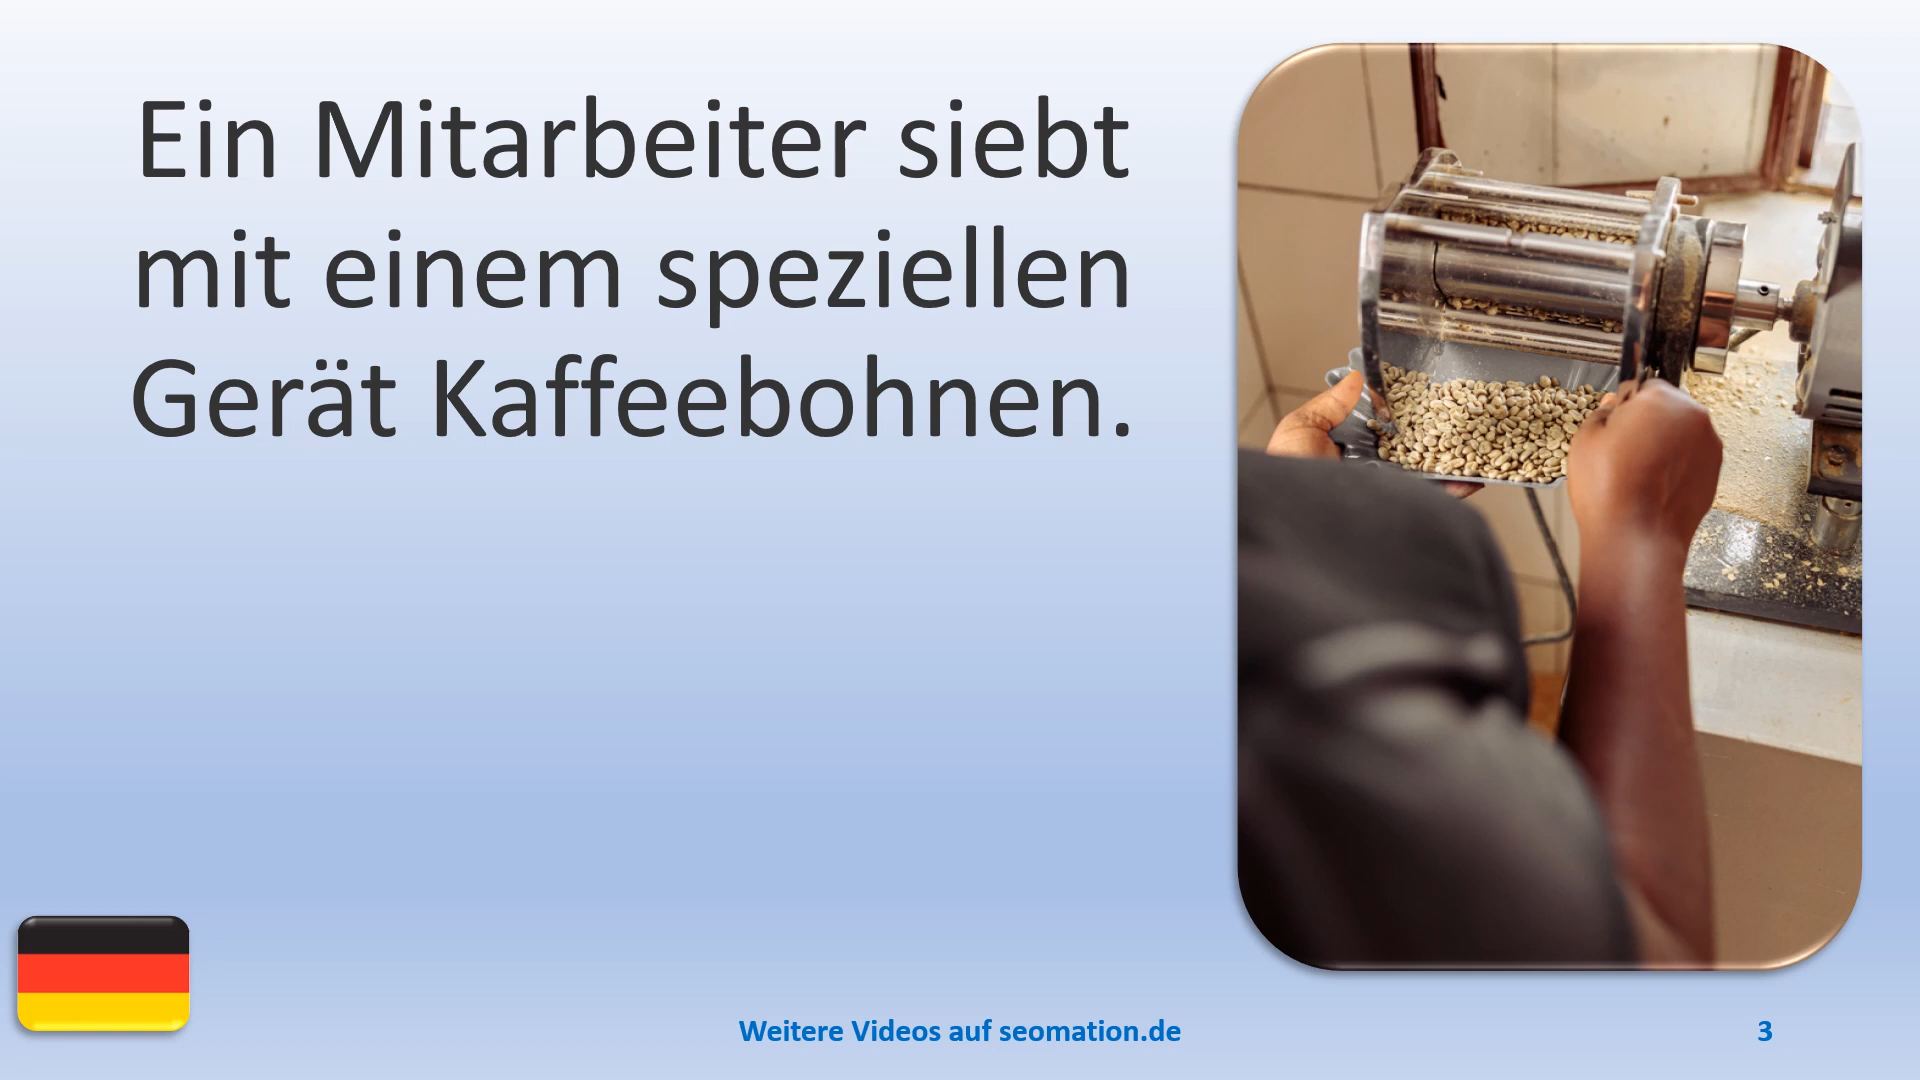 Ein Mitarbeiter siebt
mit einem speziellen
Gerät Kaffeebohnen.
Weitere Videos auf seomation.de
3